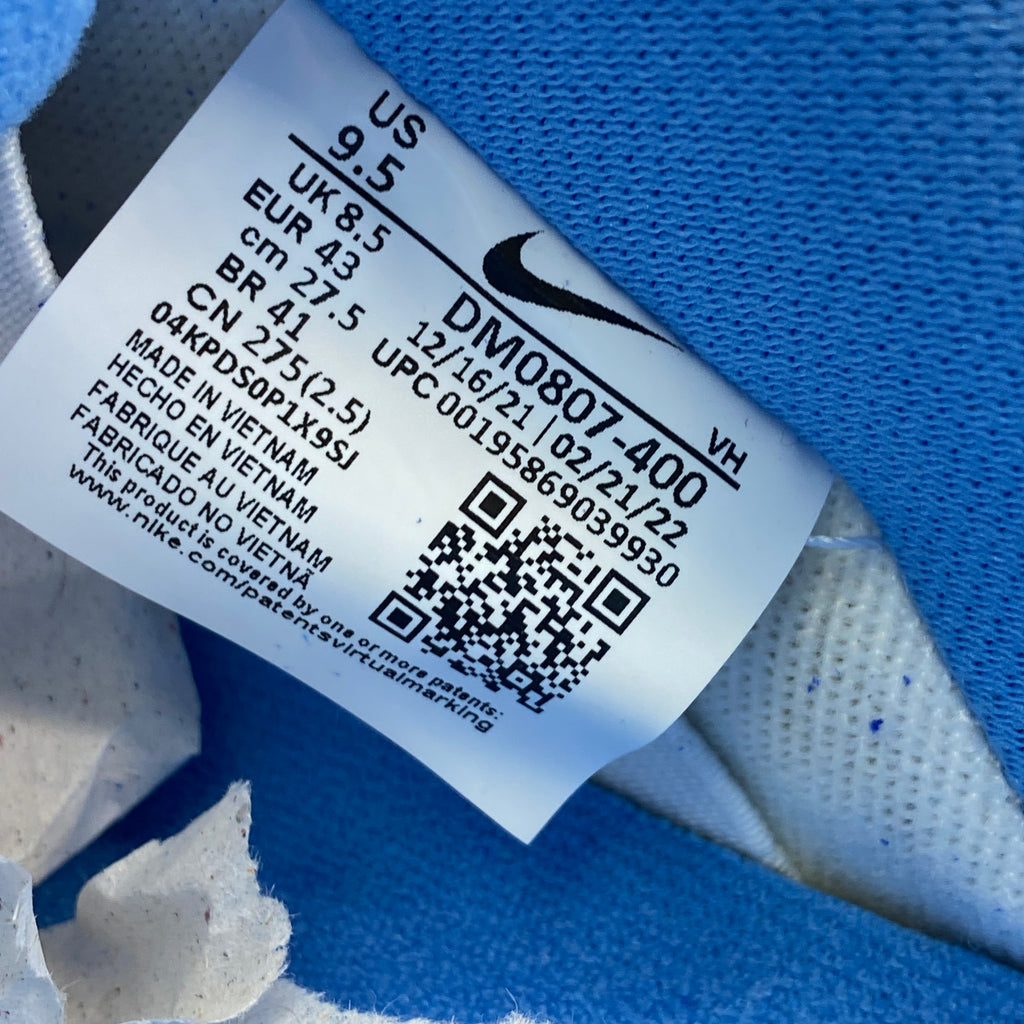 US
9.5
UK 8.5
EUR 43
cm 27.5
BR 41
CN 275(2.5)
04KPDS0P1X9SJ
MADE IN VIETNAM
HECHO EN VIETNAM
FABRIQUE AU VIETNAM
FABRICADO NO VIETNÃ
This product is covered by one or more patents:
www.nike.com/patentsvirtualmarking
VH
DM0807-400
12/16/21 | 02/21/22
UPC 00195869039930